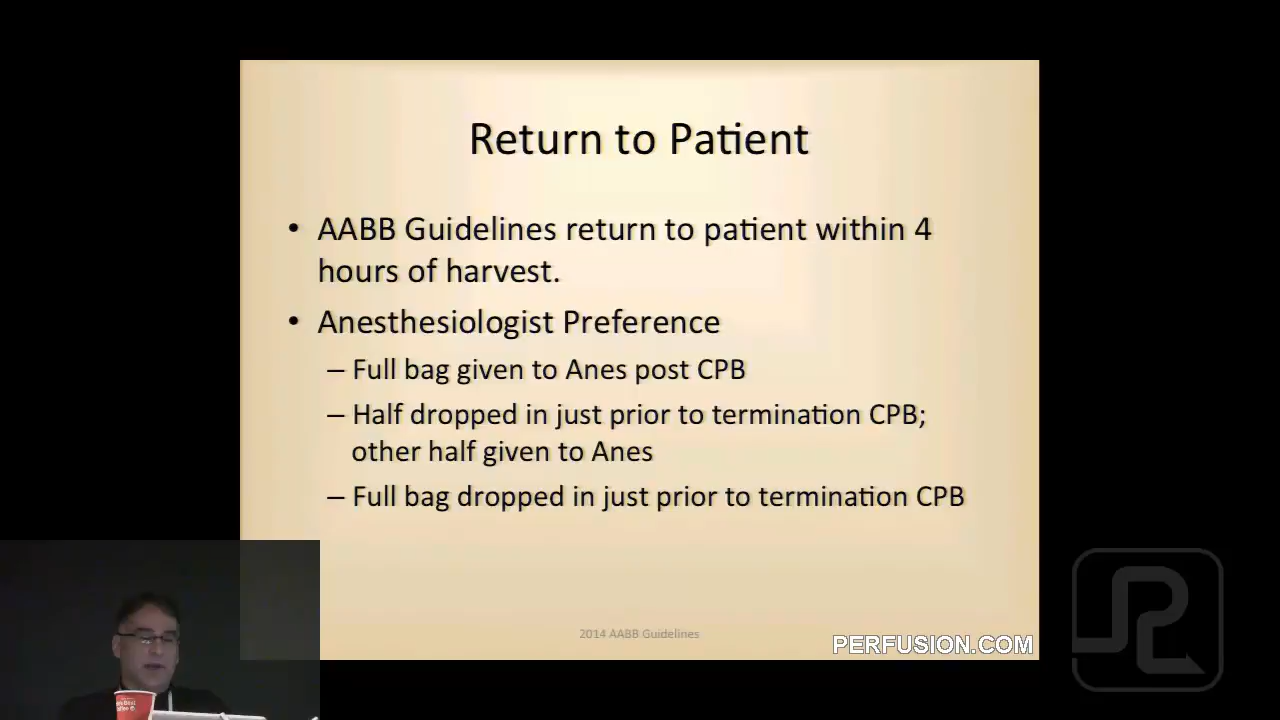 Return to Patient
• AABB Guidelines return to patient within 4
hours of harvest.
• Anesthesiologist Preference
– Full bag given to Anes post CPB
– Half dropped in just prior to termination CPB;
other half given to Anes
– Full bag dropped in just prior to termination CPB
2014 AABB Guidelines
PERFUSION.COM